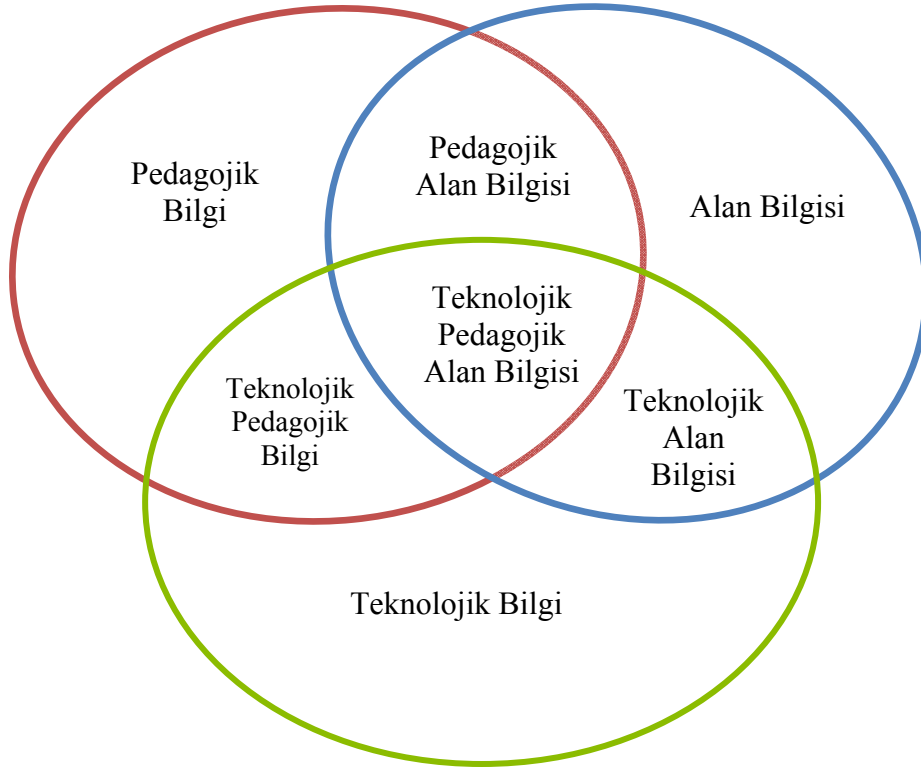 Pedagojik
Bilgi
Pedagojik
Alan Bilgisi
Alan Bilgisi
Teknolojik
Pedagojik
Alan Bilgisi
Teknolojik
Pedagojik
Bilgi
Teknolojik
Alan
Bilgisi
Teknolojik Bilgi